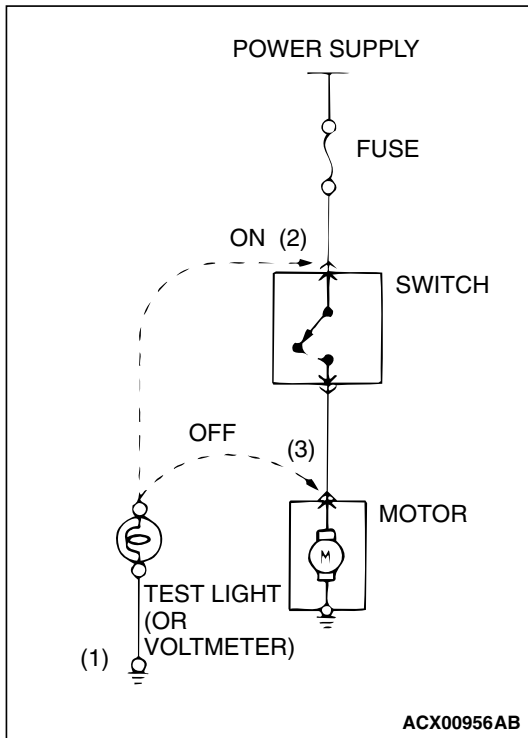 POWER SUPPLY
FUSE
ON (2)
SWITCH
OFF
(3)
MOTOR
M
TEST LIGHT
(OR
VOLTMETER)
(1)
ACX00956AB